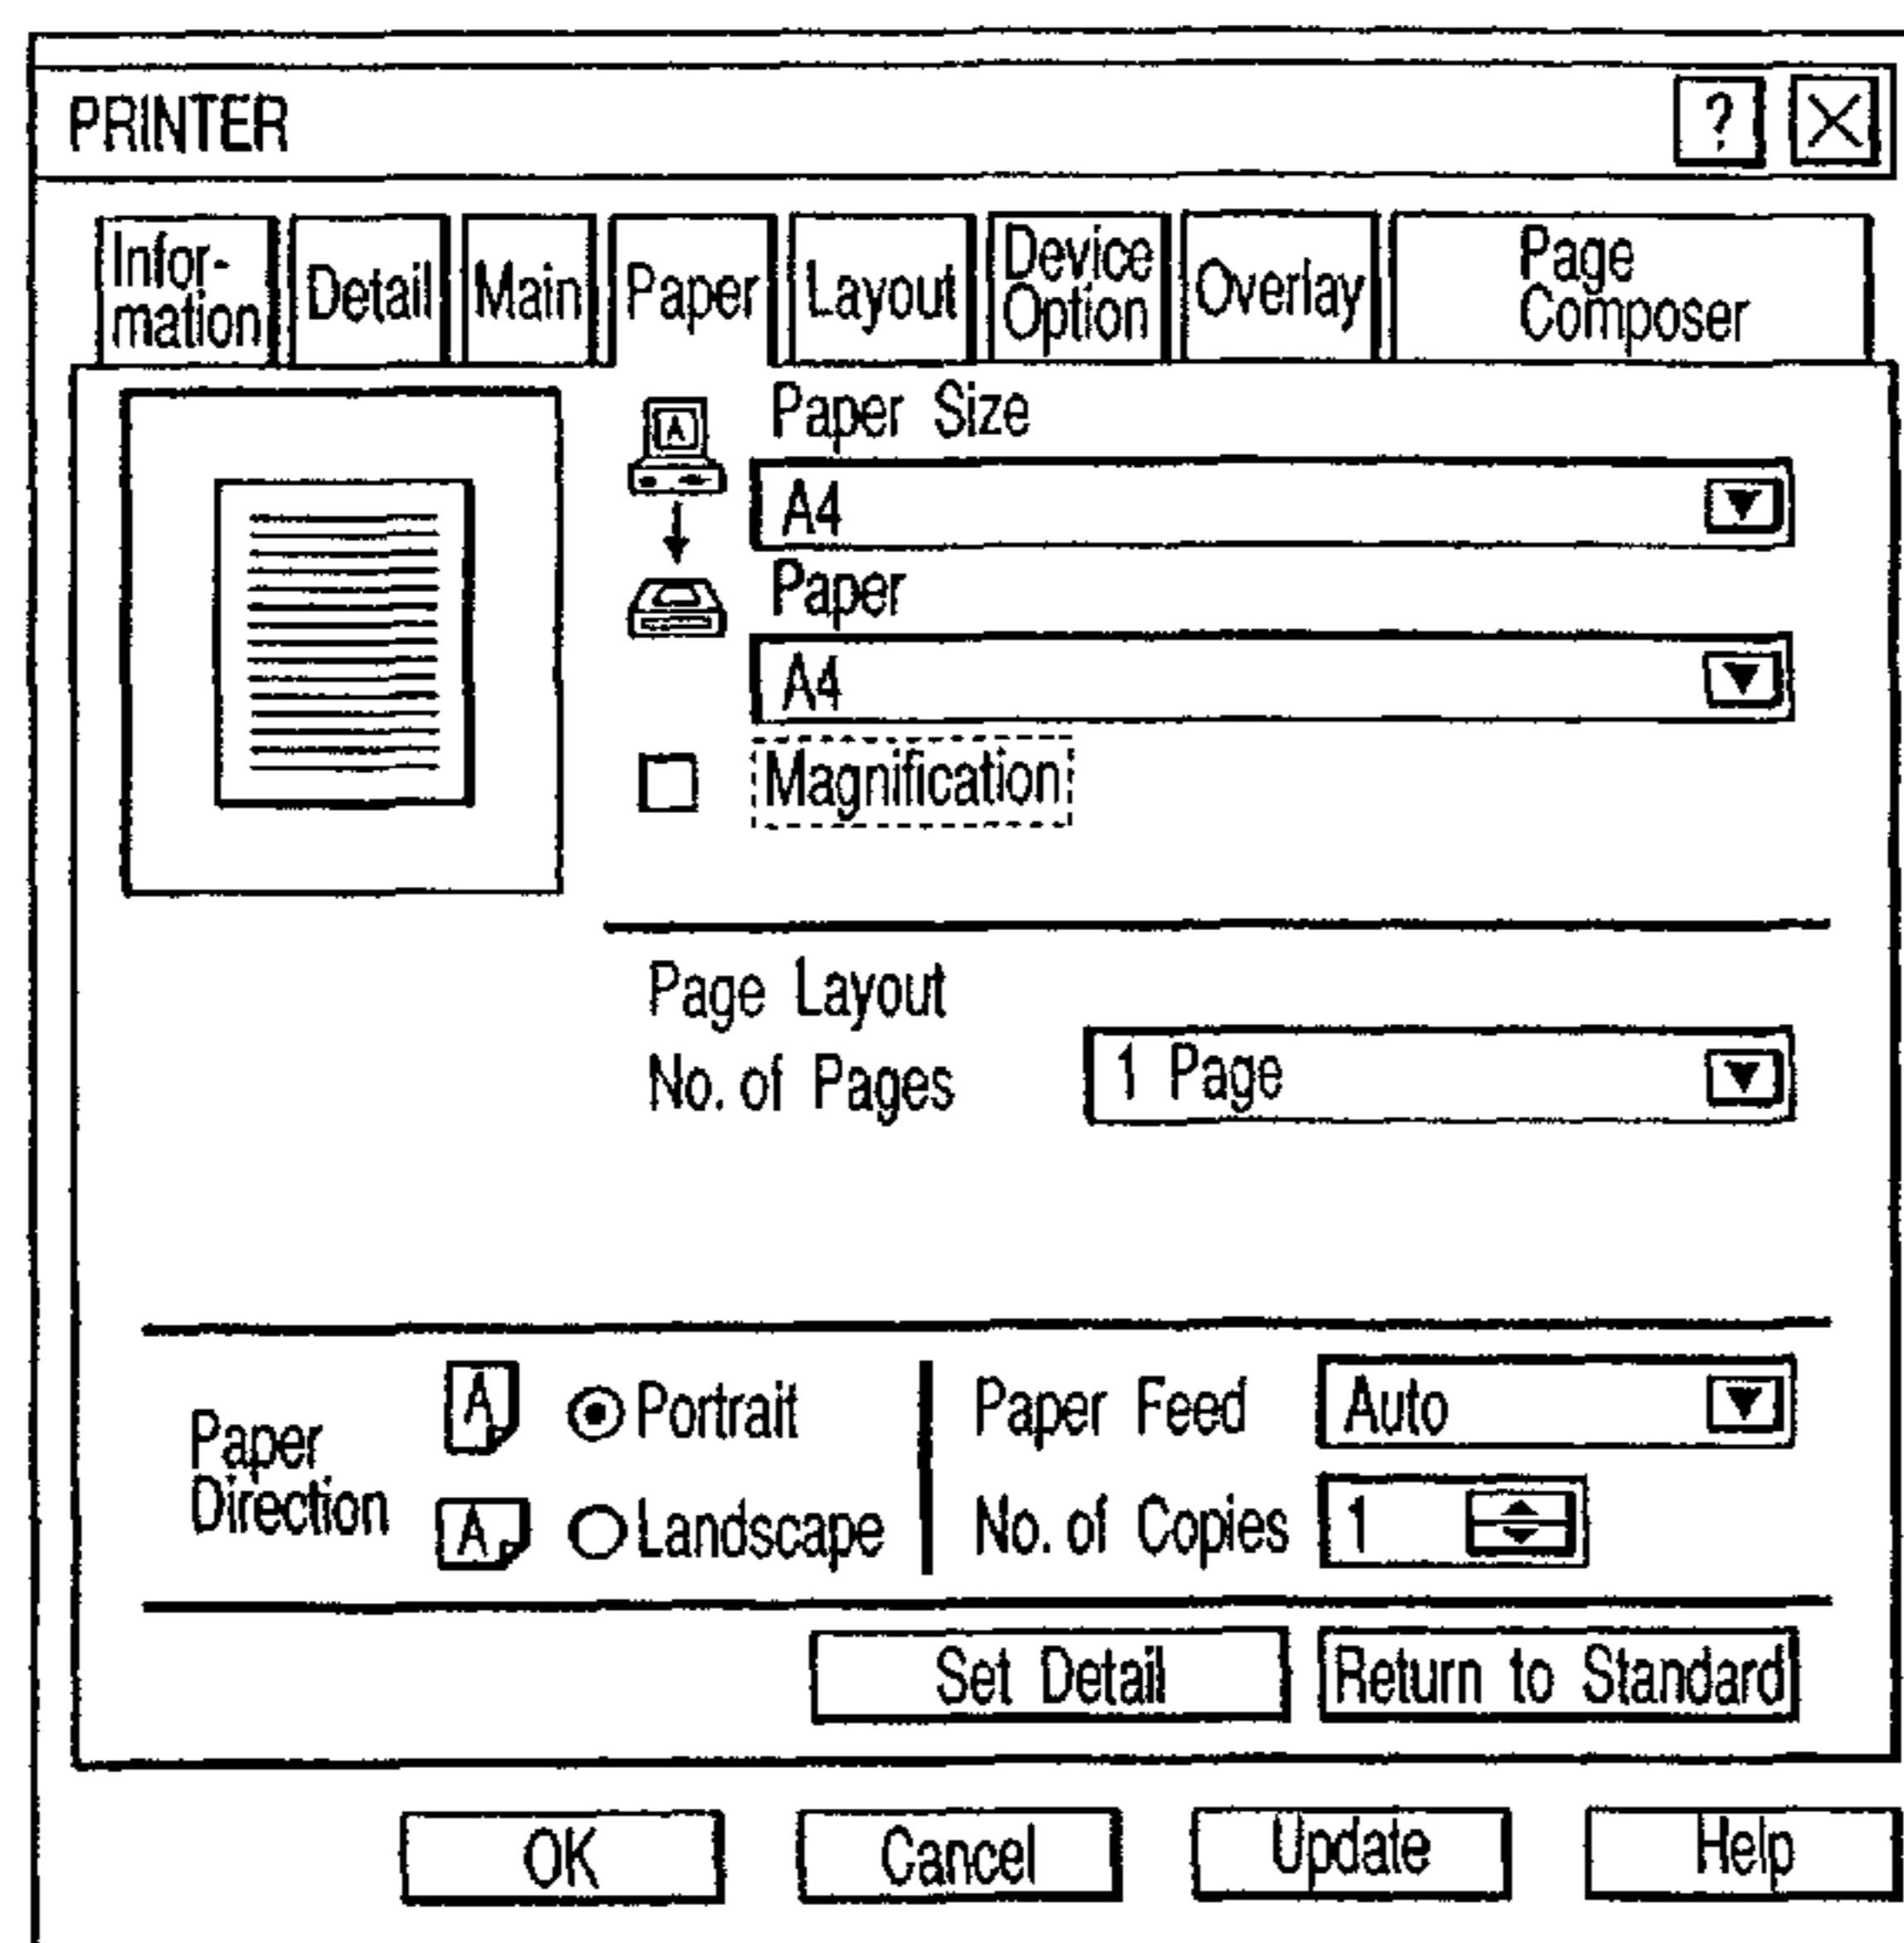 PRINTER ?
Infor-
mation Detail Main Paper Layout Device
Option Overlay Page
Composer
A Paper Size
A4
Paper
A4
Magnification
Page Layout
No. of Pages 1 Page
Paper
Direction A Portrait Paper Feed Auto
A Landscape No. of Copies 1
Set Detail Return to Standard
OK Cancel Update Help